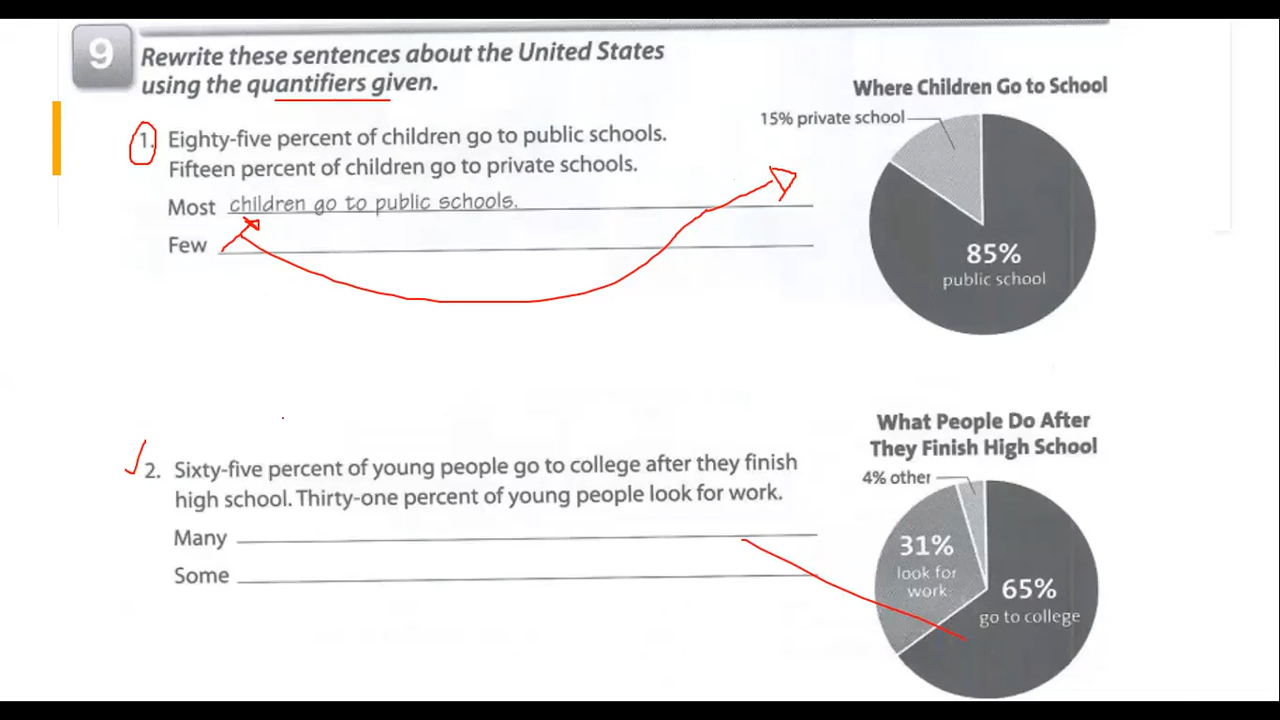 9
Rewrite these sentences about the United States
using the quantifiers given.
1. Eighty-five percent of children go to public schools.
Fifteen percent of children go to private schools.
Most children go to public schools.
Few
Where Children Go to School
15% private school
85%
public school
2. Sixty-five percent of young people go to college after they finish
high school. Thirty-one percent of young people look for work.
Many
Some
What People Do After
They Finish High School
4% other
31%
look for
work
65%
go to college